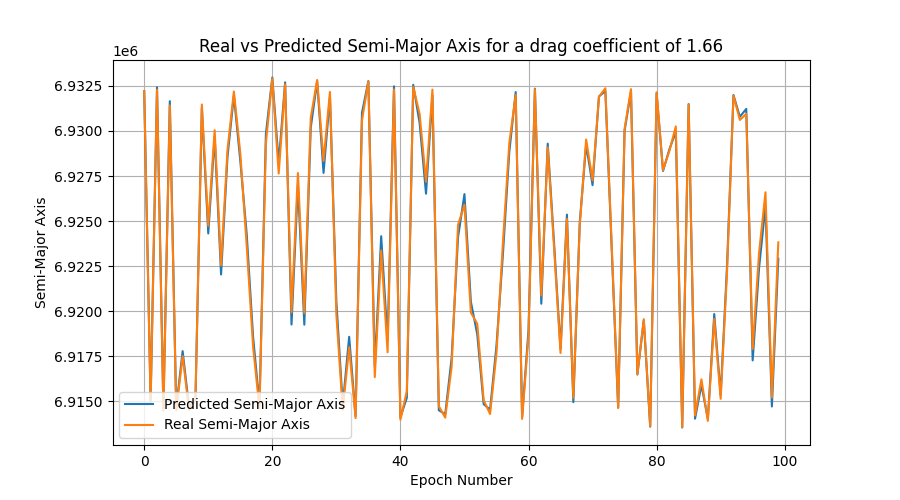 Real vs Predicted Semi-Major Axis for a drag coefficient of 1.66
1e6
6.9325
6.9300
6.9275
6.9250
6.9225
6.9200
6.9175
6.9150
Semi-Major Axis
Predicted Semi-Major Axis
Real Semi-Major Axis
0 20 40 60 80 100
Epoch Number